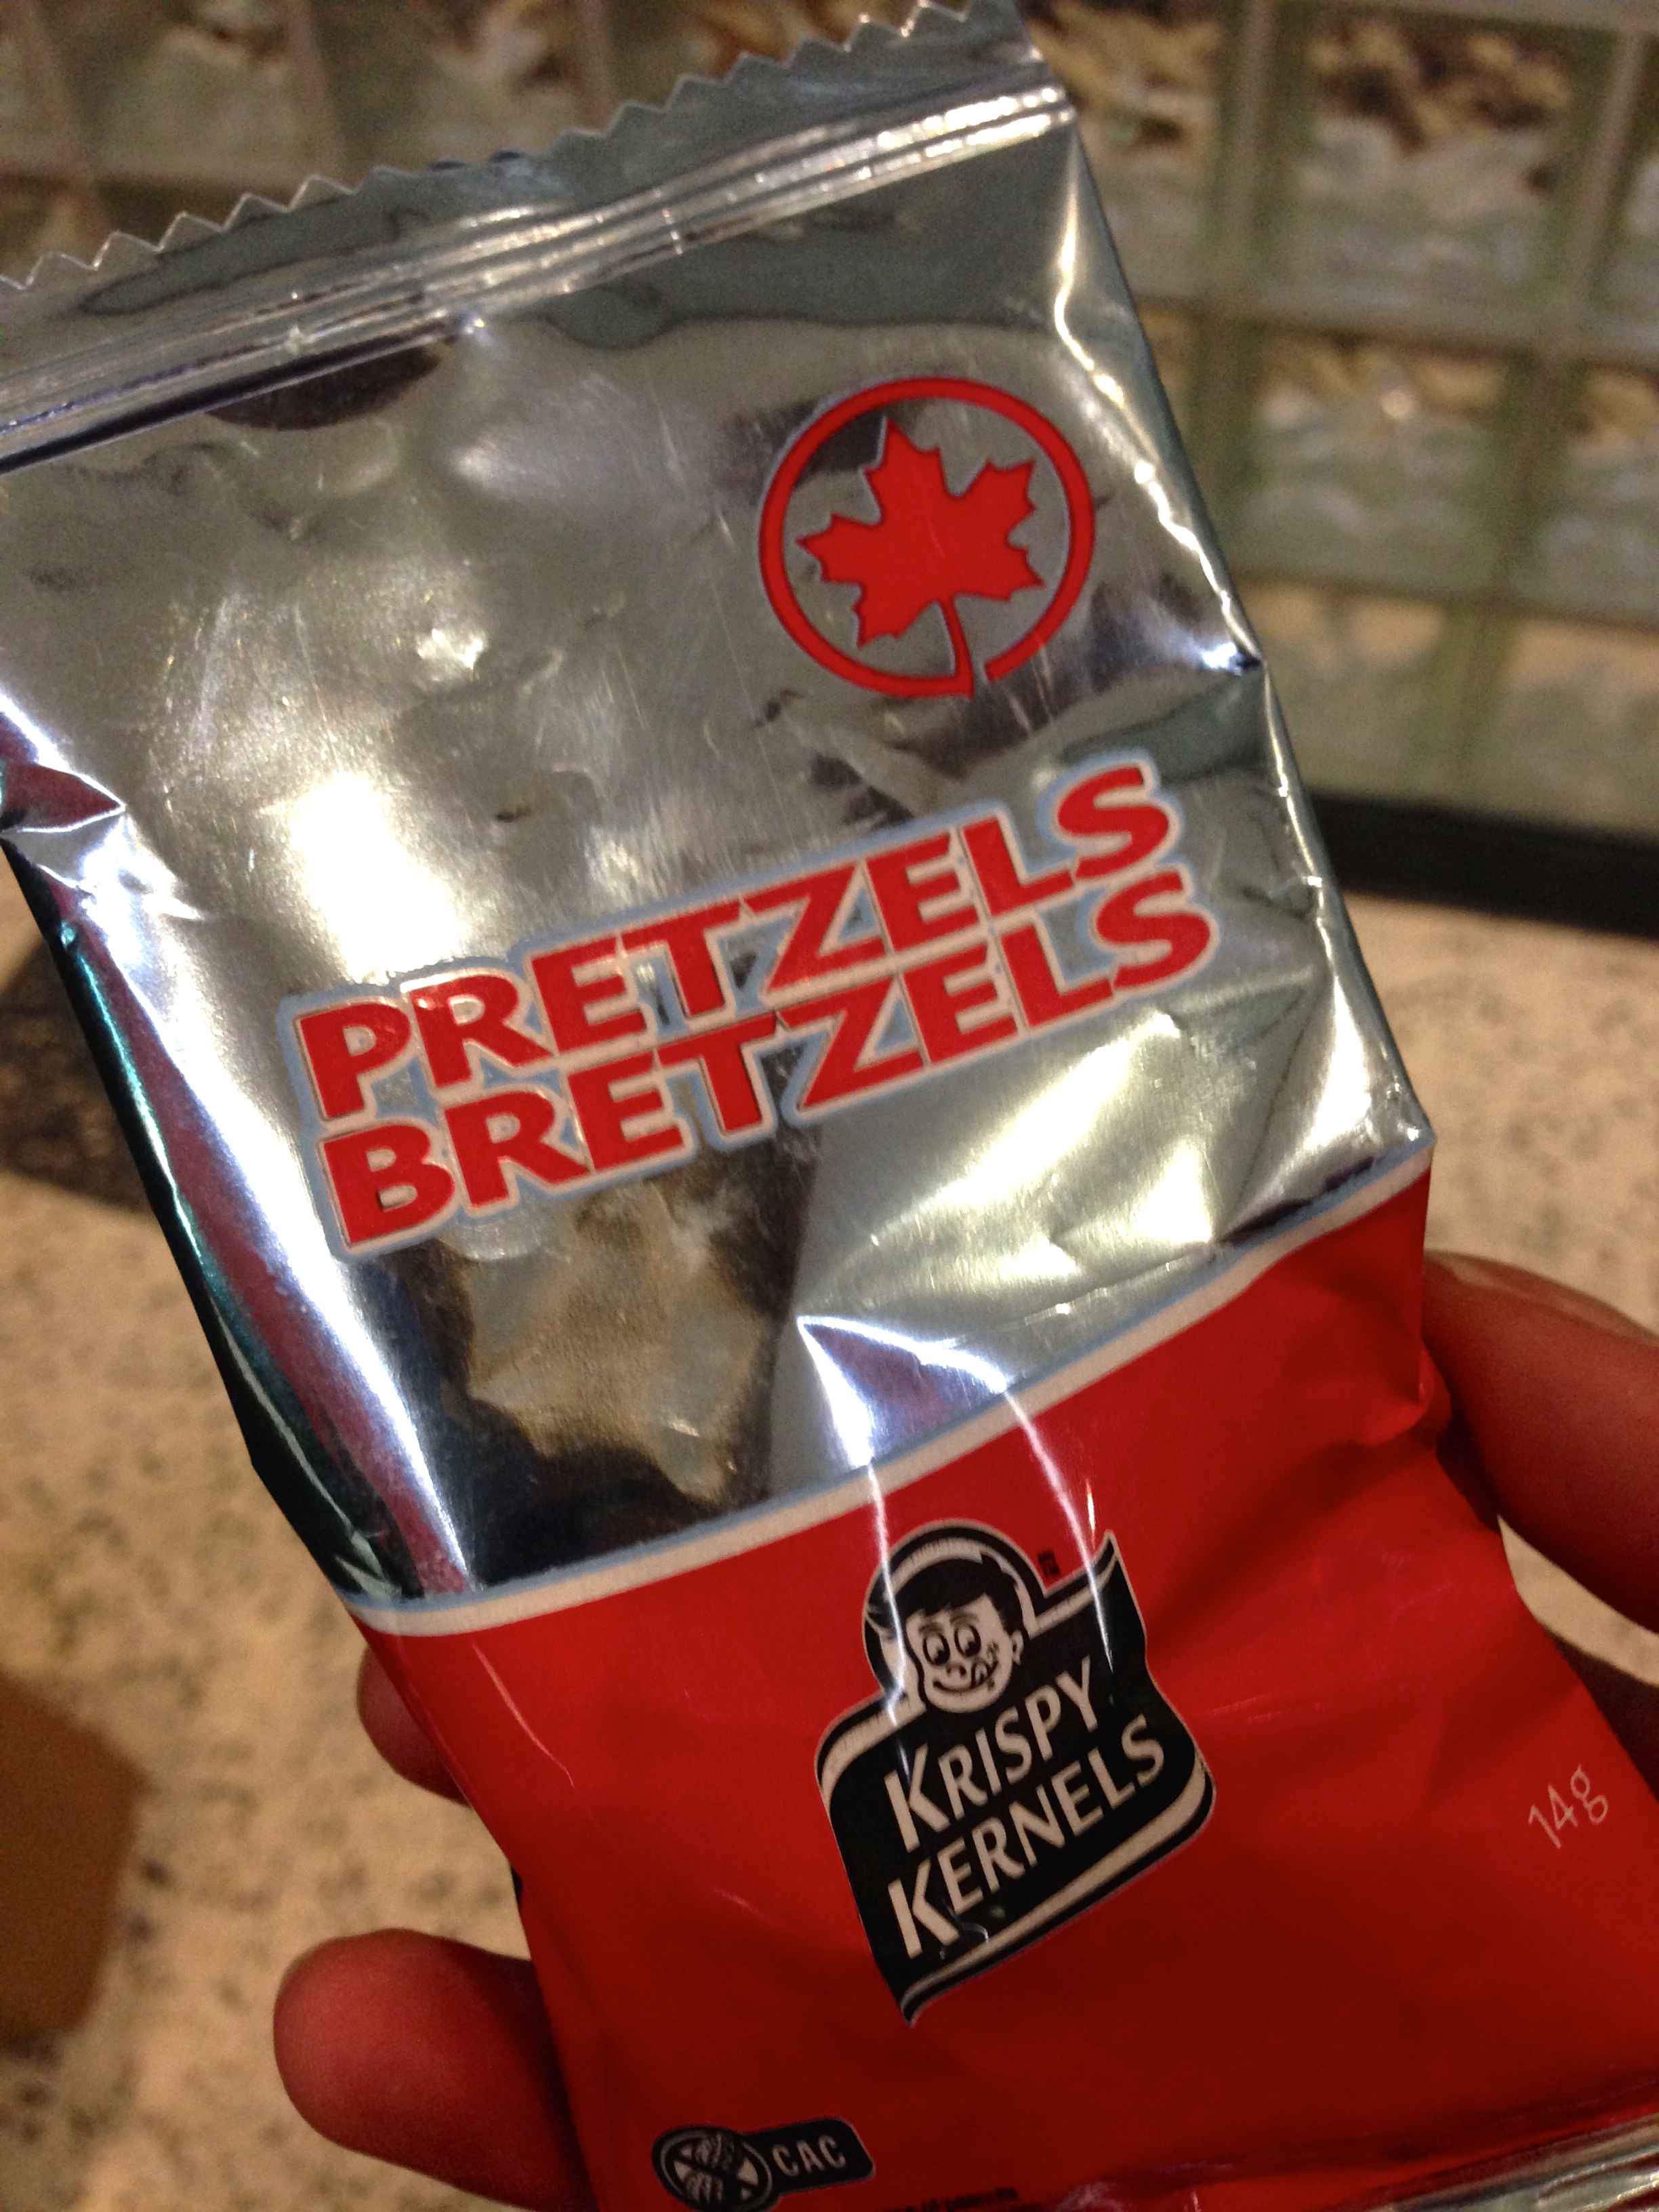 PRETZELS
BRETZELS
KRISPY
KERNELS
14g
CAC